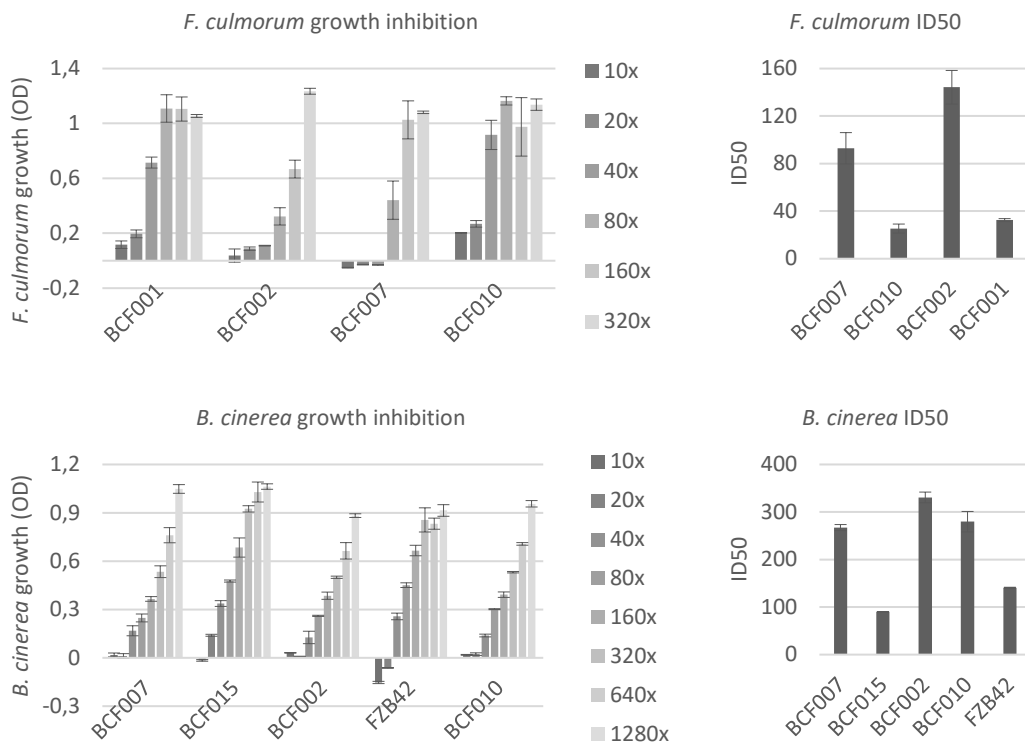 F. culmorum growth inhibition
F. culmorum growth (OD)
1,4
1
0,6
0,2
-0,2
BCF001
BCF002
BCF007
BCF010
10x
20x
40x
80x
160x
320x
F. culmorum ID50
ID50
160
120
80
40
0
BCF007
BCF010
BCF002
BCF001
B. cinerea growth inhibition
B. cinerea growth (OD)
1,2
0,9
0,6
0,3
0
-0,3
BCF007
BCF015
BCF002
FZB42
BCF010
10x
20x
40x
80x
160x
320x
640x
1280x
B. cinerea ID50
ID50
400
300
200
100
0
BCF007
BCF015
BCF002
BCF010
FZB42